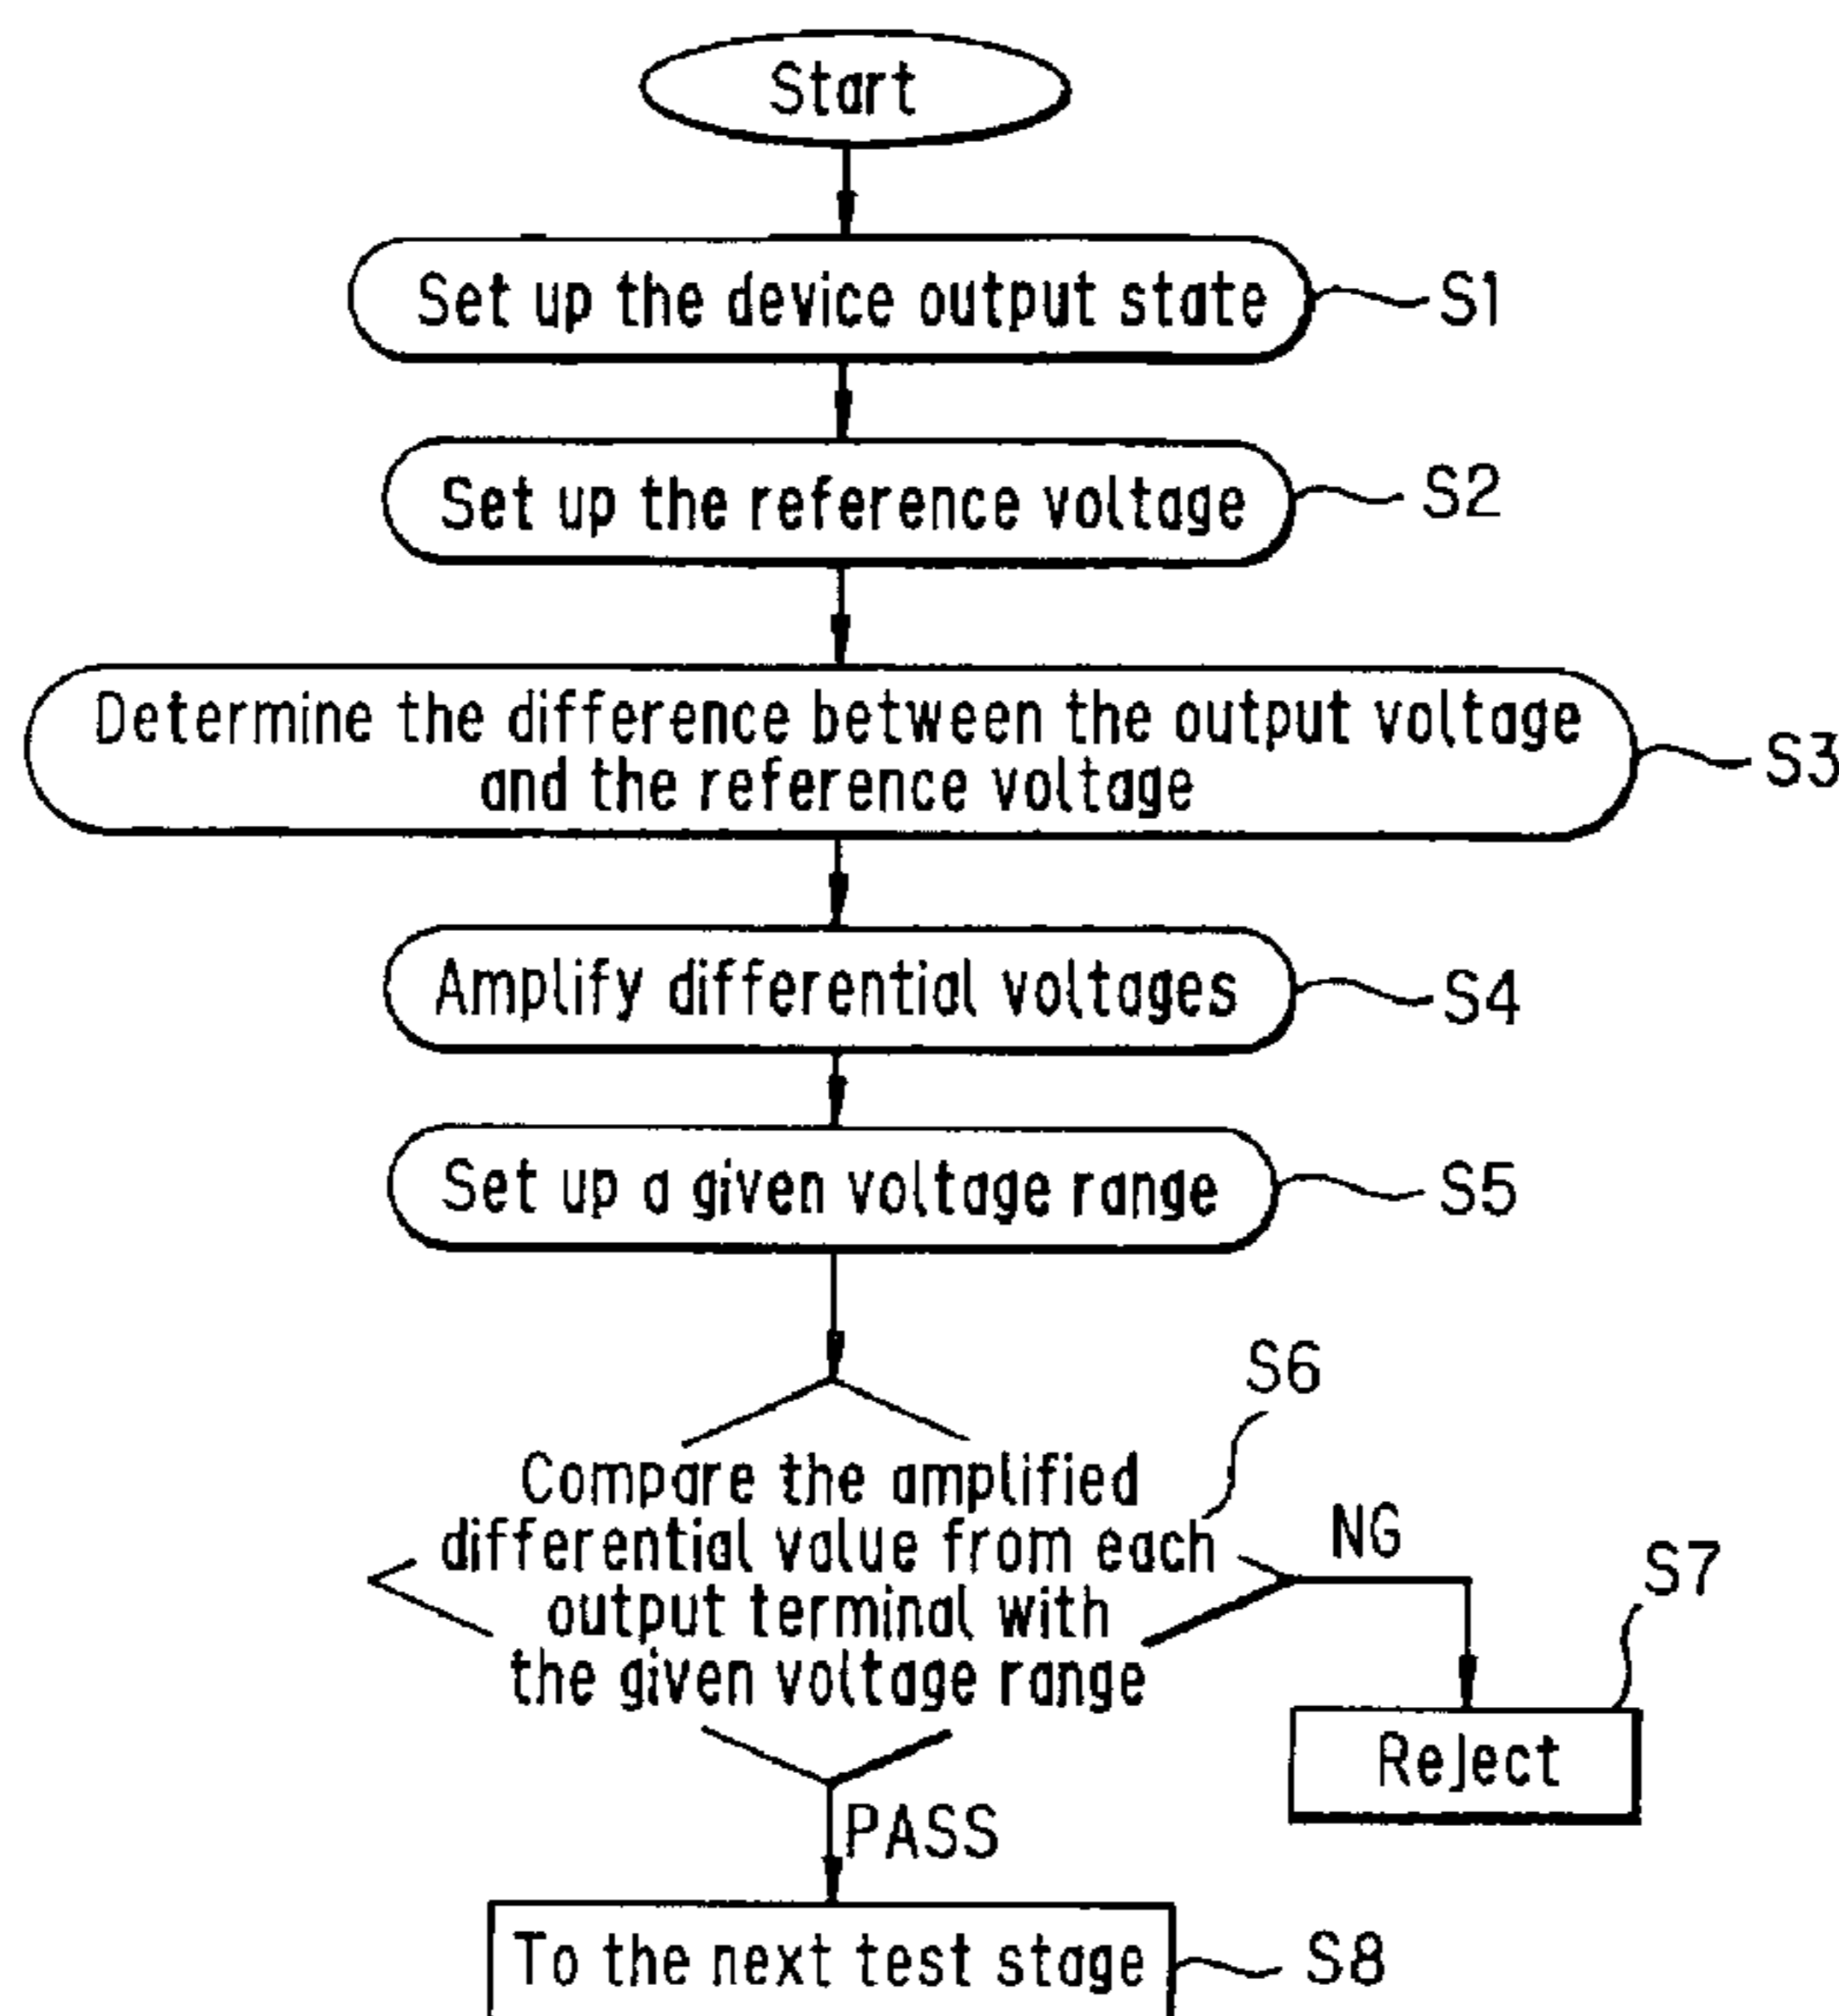 Start
Set up the device output state
S1
Set up the reference voltage
S2
Determine the difference between the output voltage
and the reference voltage
S3
Amplify differential voltages
S4
Set up a given voltage range
S5
S6
Compare the amplified
differential value from each
output terminal with
the given voltage range
NG
S7
Reject
PASS
To the next test stage
S8